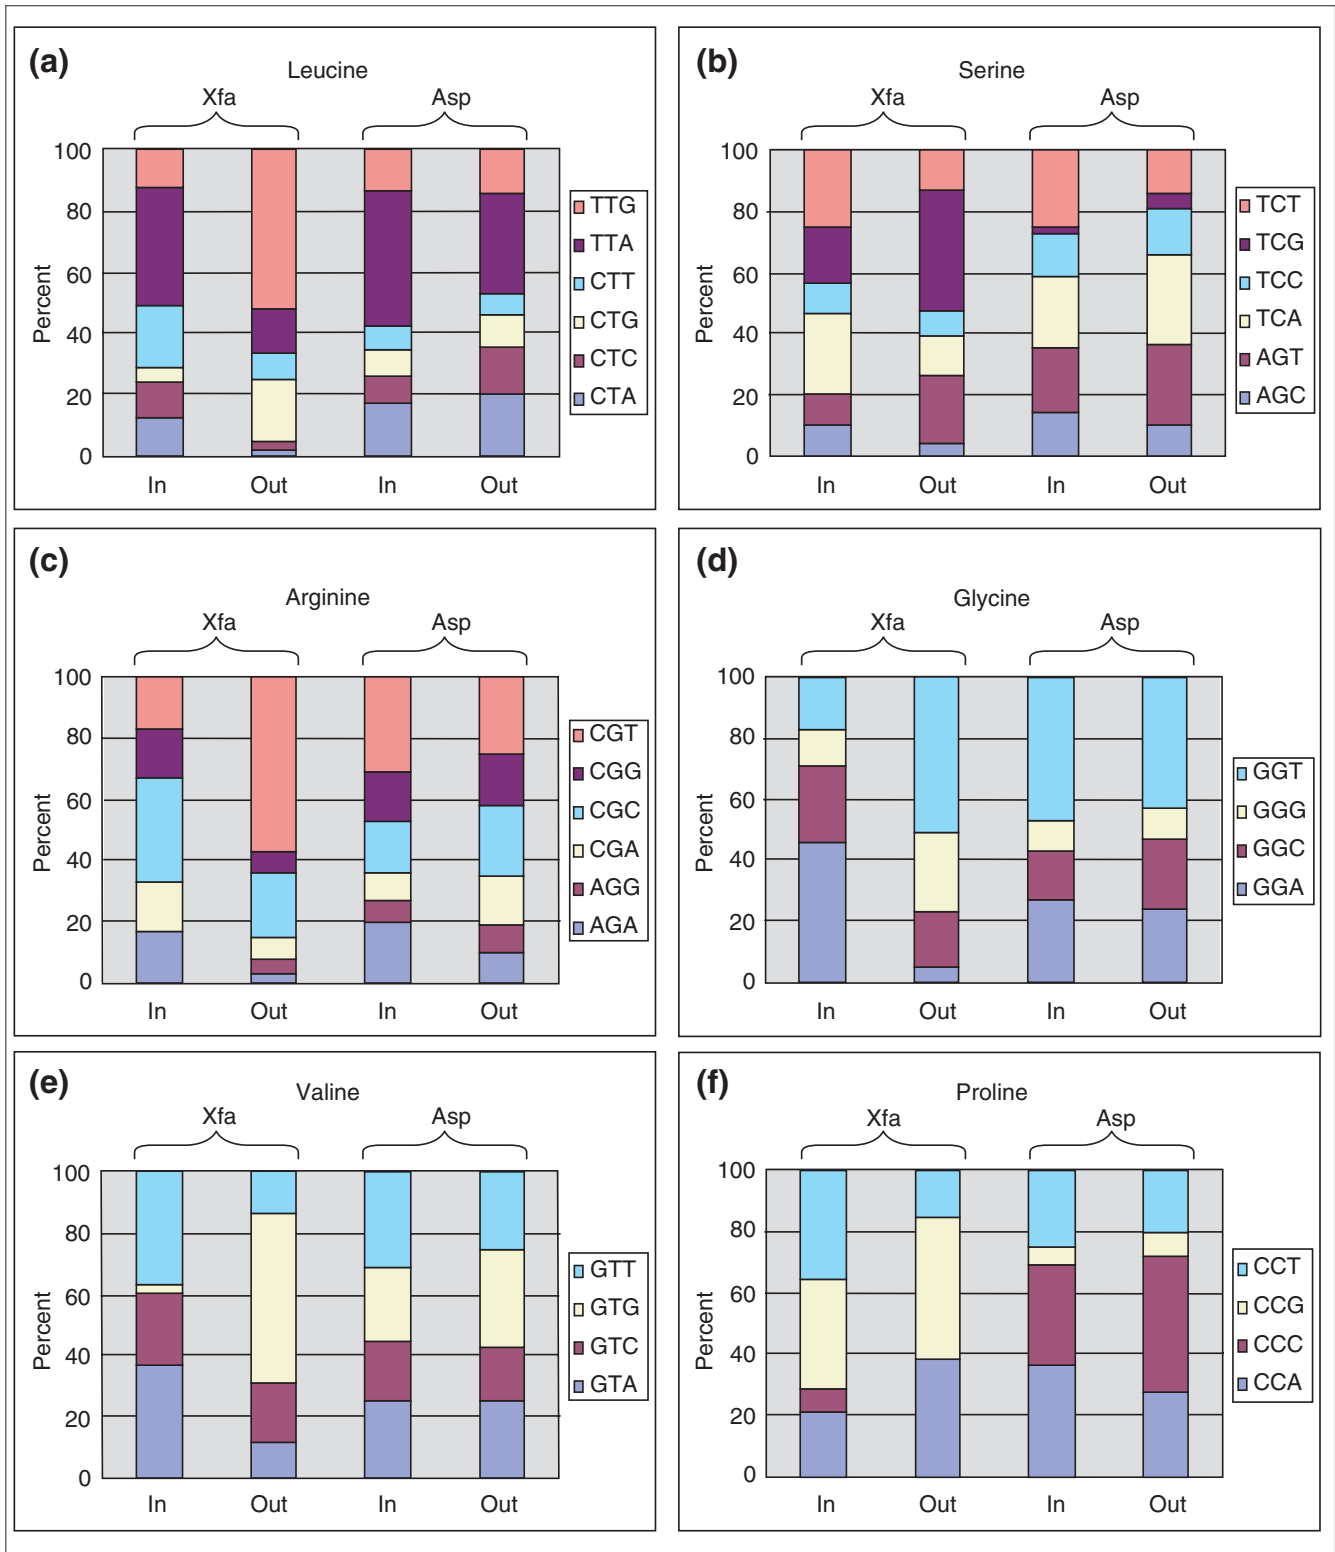 (a)
Leucine
Xfa Asp
100
80
60
40
20
0
Percent
In Out In Out
TTG
TTA
CTT
CTG
CTC
CTA
(b)
Serine
Xfa Asp
100
80
60
40
20
0
Percent
In Out In Out
TCT
TCG
TCC
TCA
AGT
AGC
(c)
Arginine
Xfa Asp
100
80
60
40
20
0
Percent
In Out In Out
CGT
CGG
CGC
CGA
AGG
AGA
(d)
Glycine
Xfa Asp
100
80
60
40
20
0
Percent
In Out In Out
GGT
GGG
GGC
GGA
(e)
Valine
Xfa Asp
100
80
60
40
20
0
Percent
In Out In Out
GTT
GTG
GTC
GTA
(f)
Proline
Xfa Asp
100
80
60
40
20
0
Percent
In Out In Out
CCT
CCG
CCC
CCA